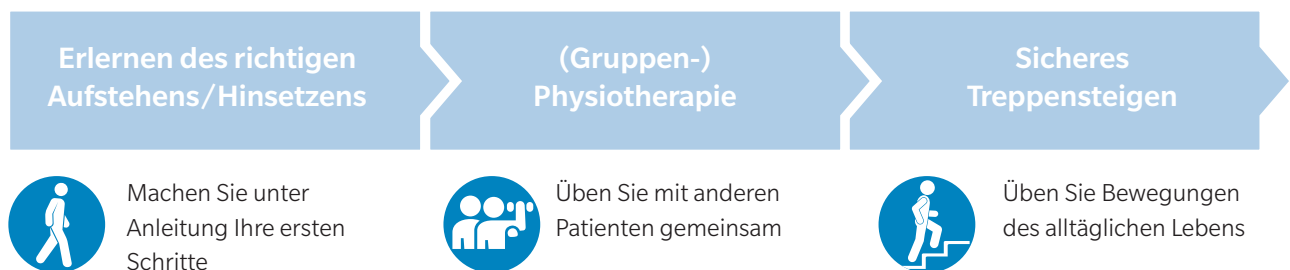 Erlernen des richtigen
Aufstehens/Hinsetzens
(Gruppen-)
Physiotherapie
Sicheres
Treppensteigen
Machen Sie unter
Anleitung Ihre ersten
Schritte
Üben Sie mit anderen
Patienten gemeinsam
Üben Sie Bewegungen
des alltäglichen Lebens